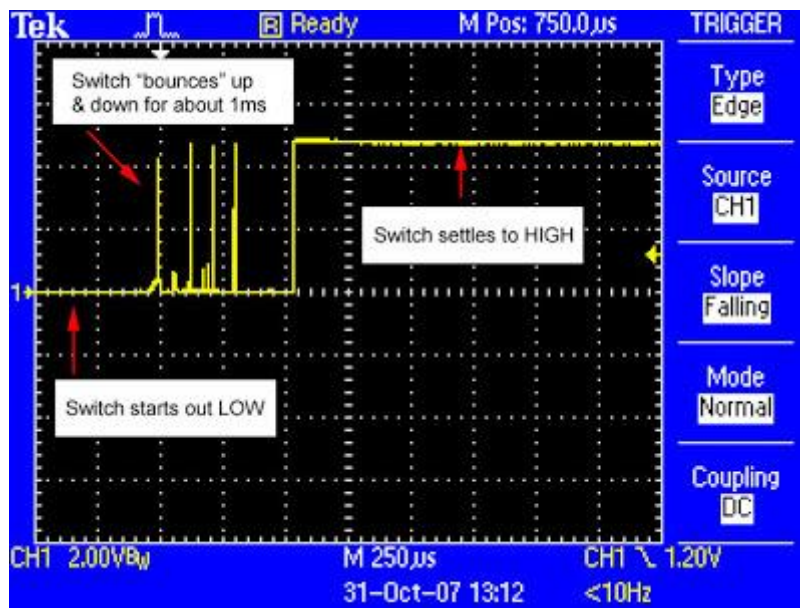 Tek R Ready M Pos: 750.0µs TRIGGER
Switch "bounces" up
& down for about 1ms
Type
Edge
Source
CH1
Switch settles to HIGH
Slope
Falling
1
Switch starts out LOW
Mode
Normal
Coupling
DC
CH1 2.00VBw M 250µs CH1 1.20V
31-Oct-07 13:12 <10Hz